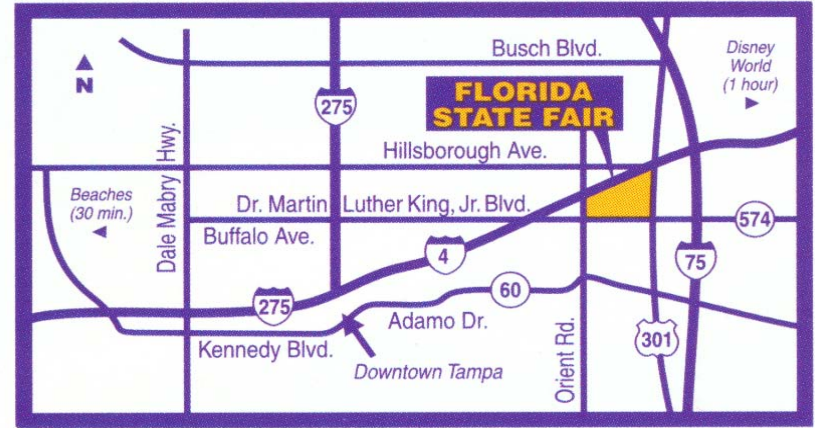 Busch Blvd.
Disney
World
(1 hour)
N
275
FLORIDA
STATE FAIR
Dale Mabry Hwy.
Hillsborough Ave.
Beaches
(30 min.)
Dr. Martin Luther King, Jr. Blvd.
574
Buffalo Ave.
4
75
275
60
Adamo Dr.
Orient Rd.
301
Kennedy Blvd.
Downtown Tampa